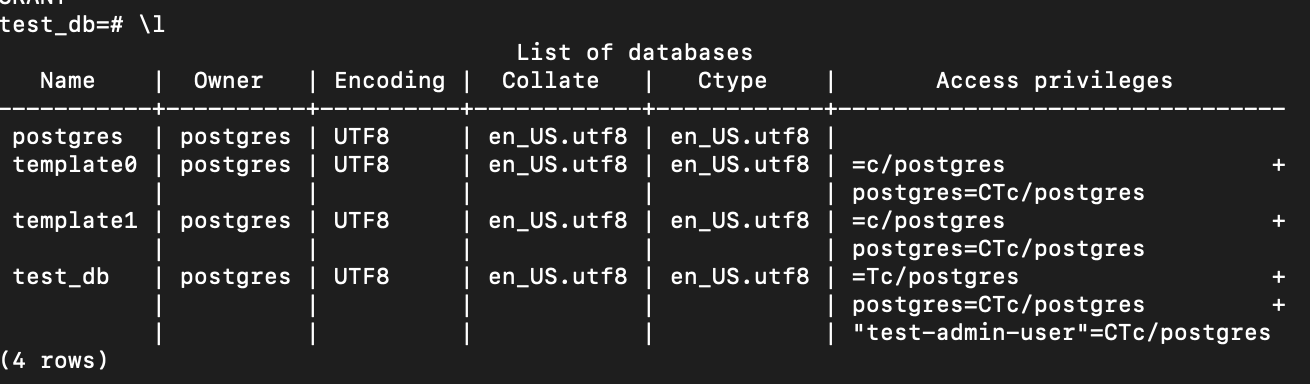 GRANT
test_db=# \l
                                     List of databases
   Name    |  Owner   | Encoding |  Collate   |   Ctype    |       Access privileges
-----------+----------+----------+------------+------------+--------------------------------
 postgres  | postgres | UTF8     | en_US.utf8 | en_US.utf8 |
 template0 | postgres | UTF8     | en_US.utf8 | en_US.utf8 | =c/postgres                   +
           |          |          |            |            | postgres=CTc/postgres
 template1 | postgres | UTF8     | en_US.utf8 | en_US.utf8 | =c/postgres                   +
           |          |          |            |            | postgres=CTc/postgres
 test_db   | postgres | UTF8     | en_US.utf8 | en_US.utf8 | =Tc/postgres                  +
           |          |          |            |            | postgres=CTc/postgres         +
           |          |          |            |            | "test-admin-user"=CTc/postgres
(4 rows)